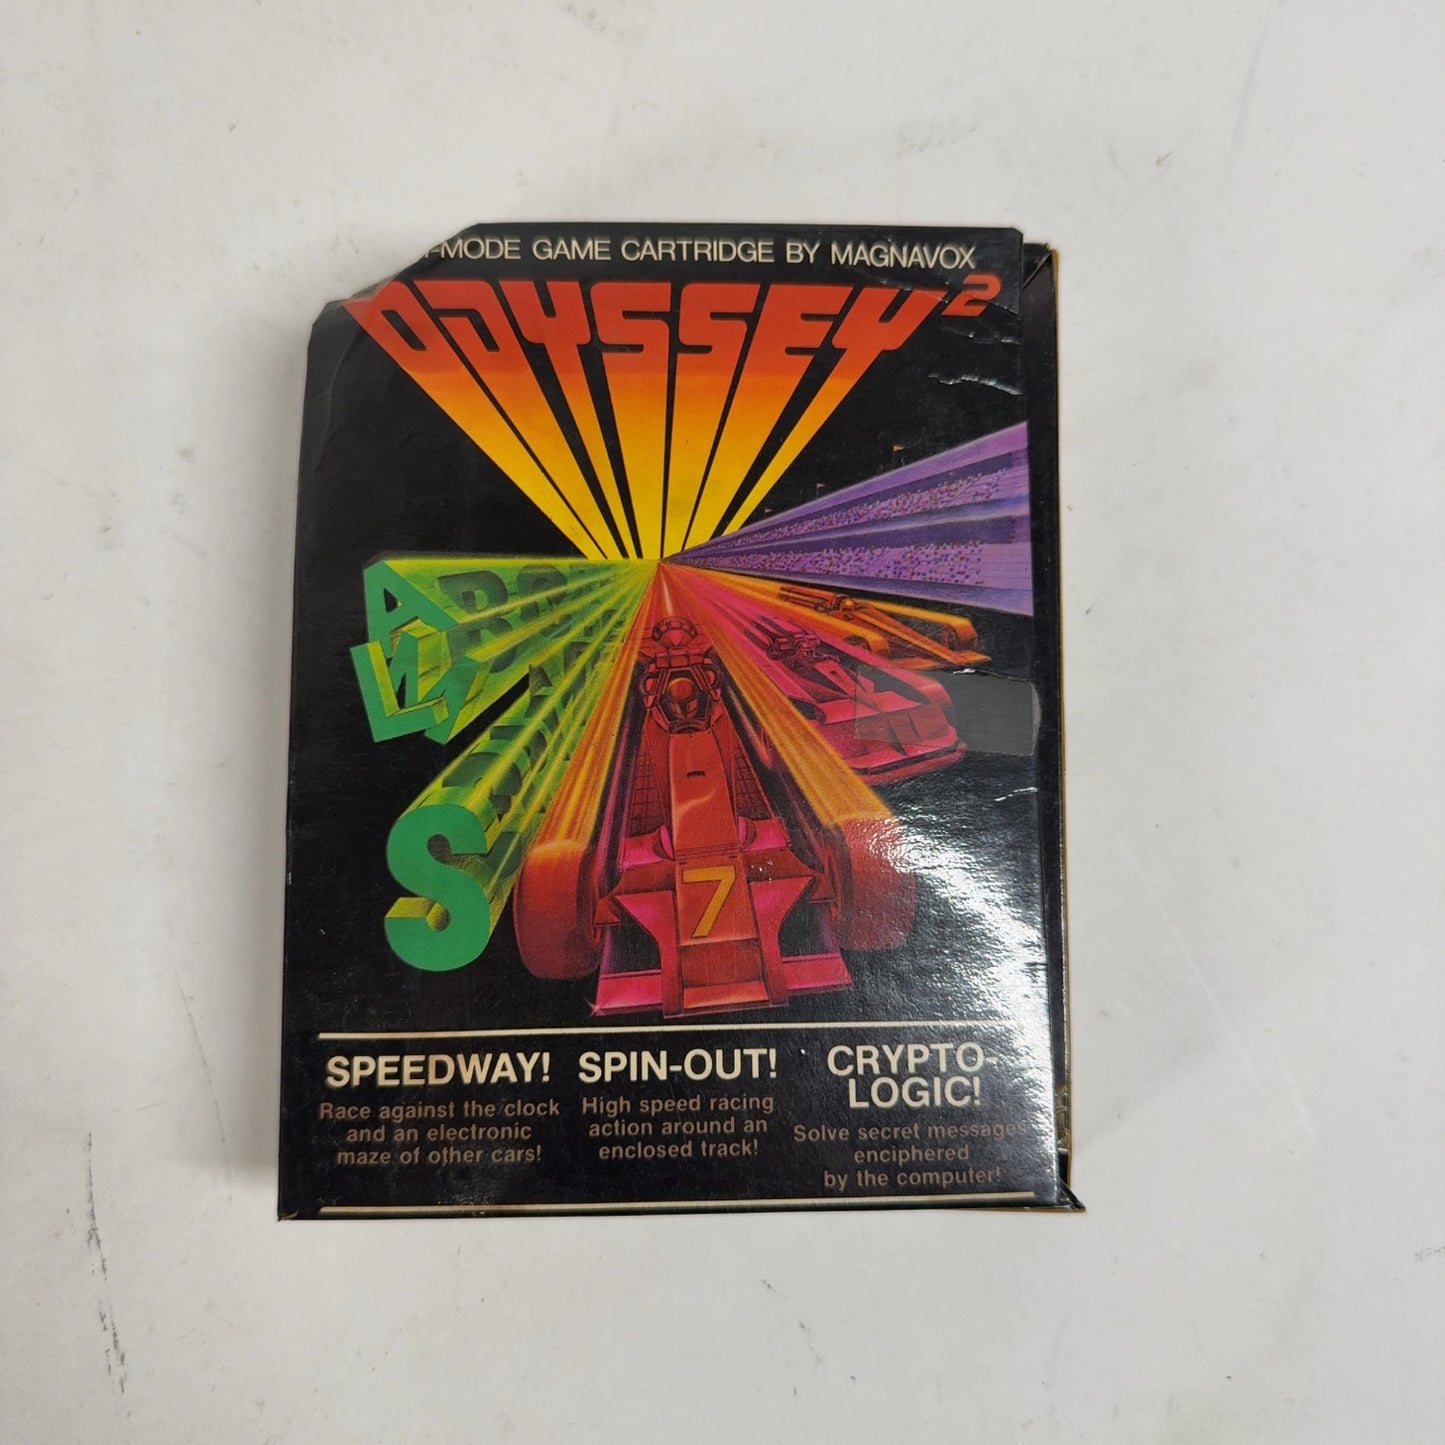 -MODE GAME CARTRIDGE BY MAGNAVOX
ODYSSEY2
A
S
7
SPEEDWAY!
Race against the clock
and an electronic
maze of other cars!
SPIN-OUT!
High speed racing
action around an
enclosed track!
CRYPTO-
LOGIC!
Solve secret messages
enciphered
by the computer!